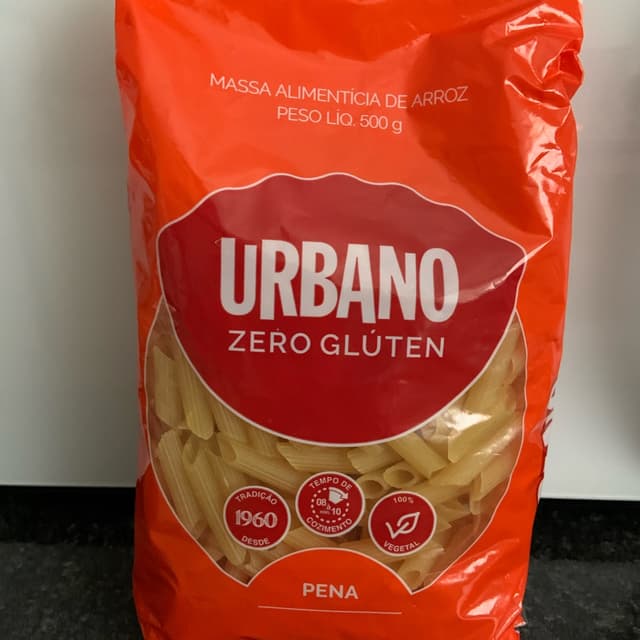 MASSA ALIMENTÍCIA DE ARROZ
PESO LÍQ. 500 g
URBANO
ZERO GLÚTEN
TRADIÇÃO
1960
DESDE
TEMPO DE
08 a 10
min.
COZIMENTO
100%
VEGETAL
PENA